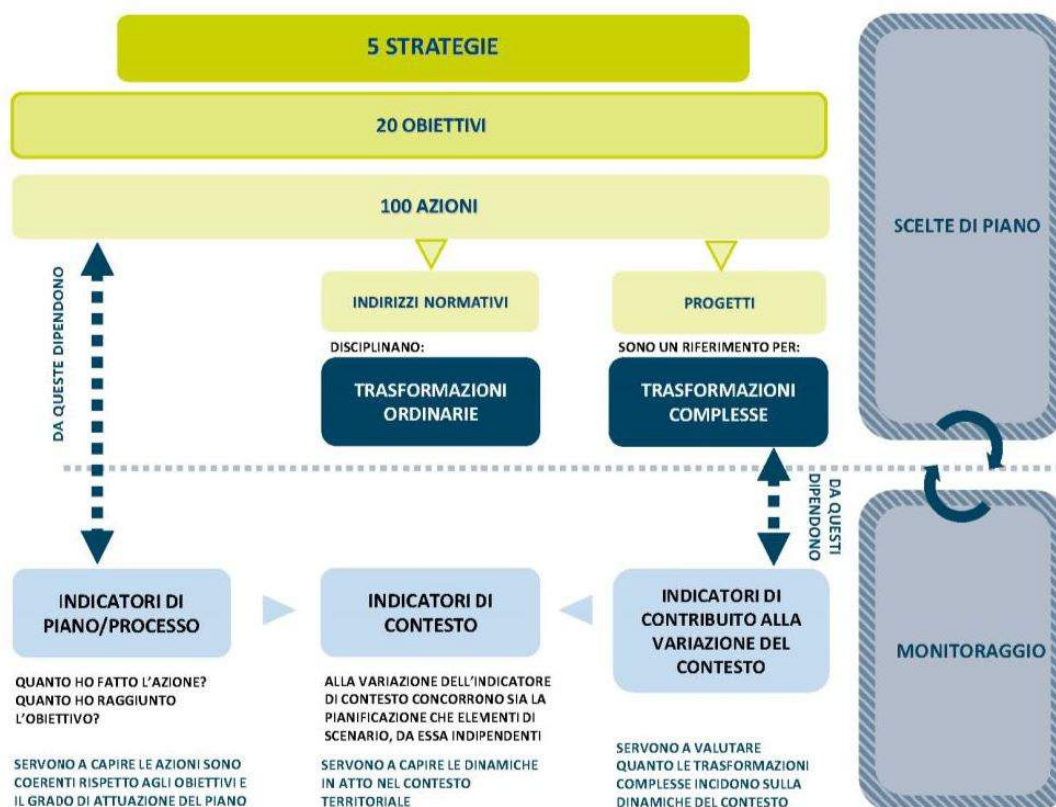 5 STRATEGIE
20 OBIETTIVI
100 AZIONI
SCELTE DI PIANO
DA QUESTE DIPENDONO
INDIRIZZI NORMATIVI
PROGETTI
DISCIPLINANO:
SONO UN RIFERIMENTO PER:
TRASFORMAZIONI
ORDINARIE
TRASFORMAZIONI
COMPLESSE
DA QUESTI
DIPENDONO
INDICATORI DI
PIANO/PROCESSO
INDICATORI DI
CONTESTO
INDICATORI DI
CONTRIBUITO ALLA
VARIAZIONE DEL
CONTESTO
MONITORAGGIO
QUANTO HO FATTO L'AZIONE?
QUANTO HO RAGGIUNTO
L'OBIETTIVO?
ALLA VARIAZIONE DELL'INDICATORE
DI CONTESTO CONCORRONO SIA LA
PIANIFICAZIONE CHE ELEMENTI DI
SCENARIO, DA ESSA INDIPENDENTI
SERVONO A CAPIRE LE AZIONI SONO
COERENTI RISPETTO AGLI OBIETTIVI E
IL GRADO DI ATTUAZIONE DEL PIANO
SERVONO A CAPIRE LE DINAMICHE
IN ATTO NEL CONTESTO
TERRITORIALE
SERVONO A VALUTARE
QUANTO LE TRASFORMAZIONI
COMPLESSE INCIDONO SULLA
DINAMICHE DEL CONTESTO